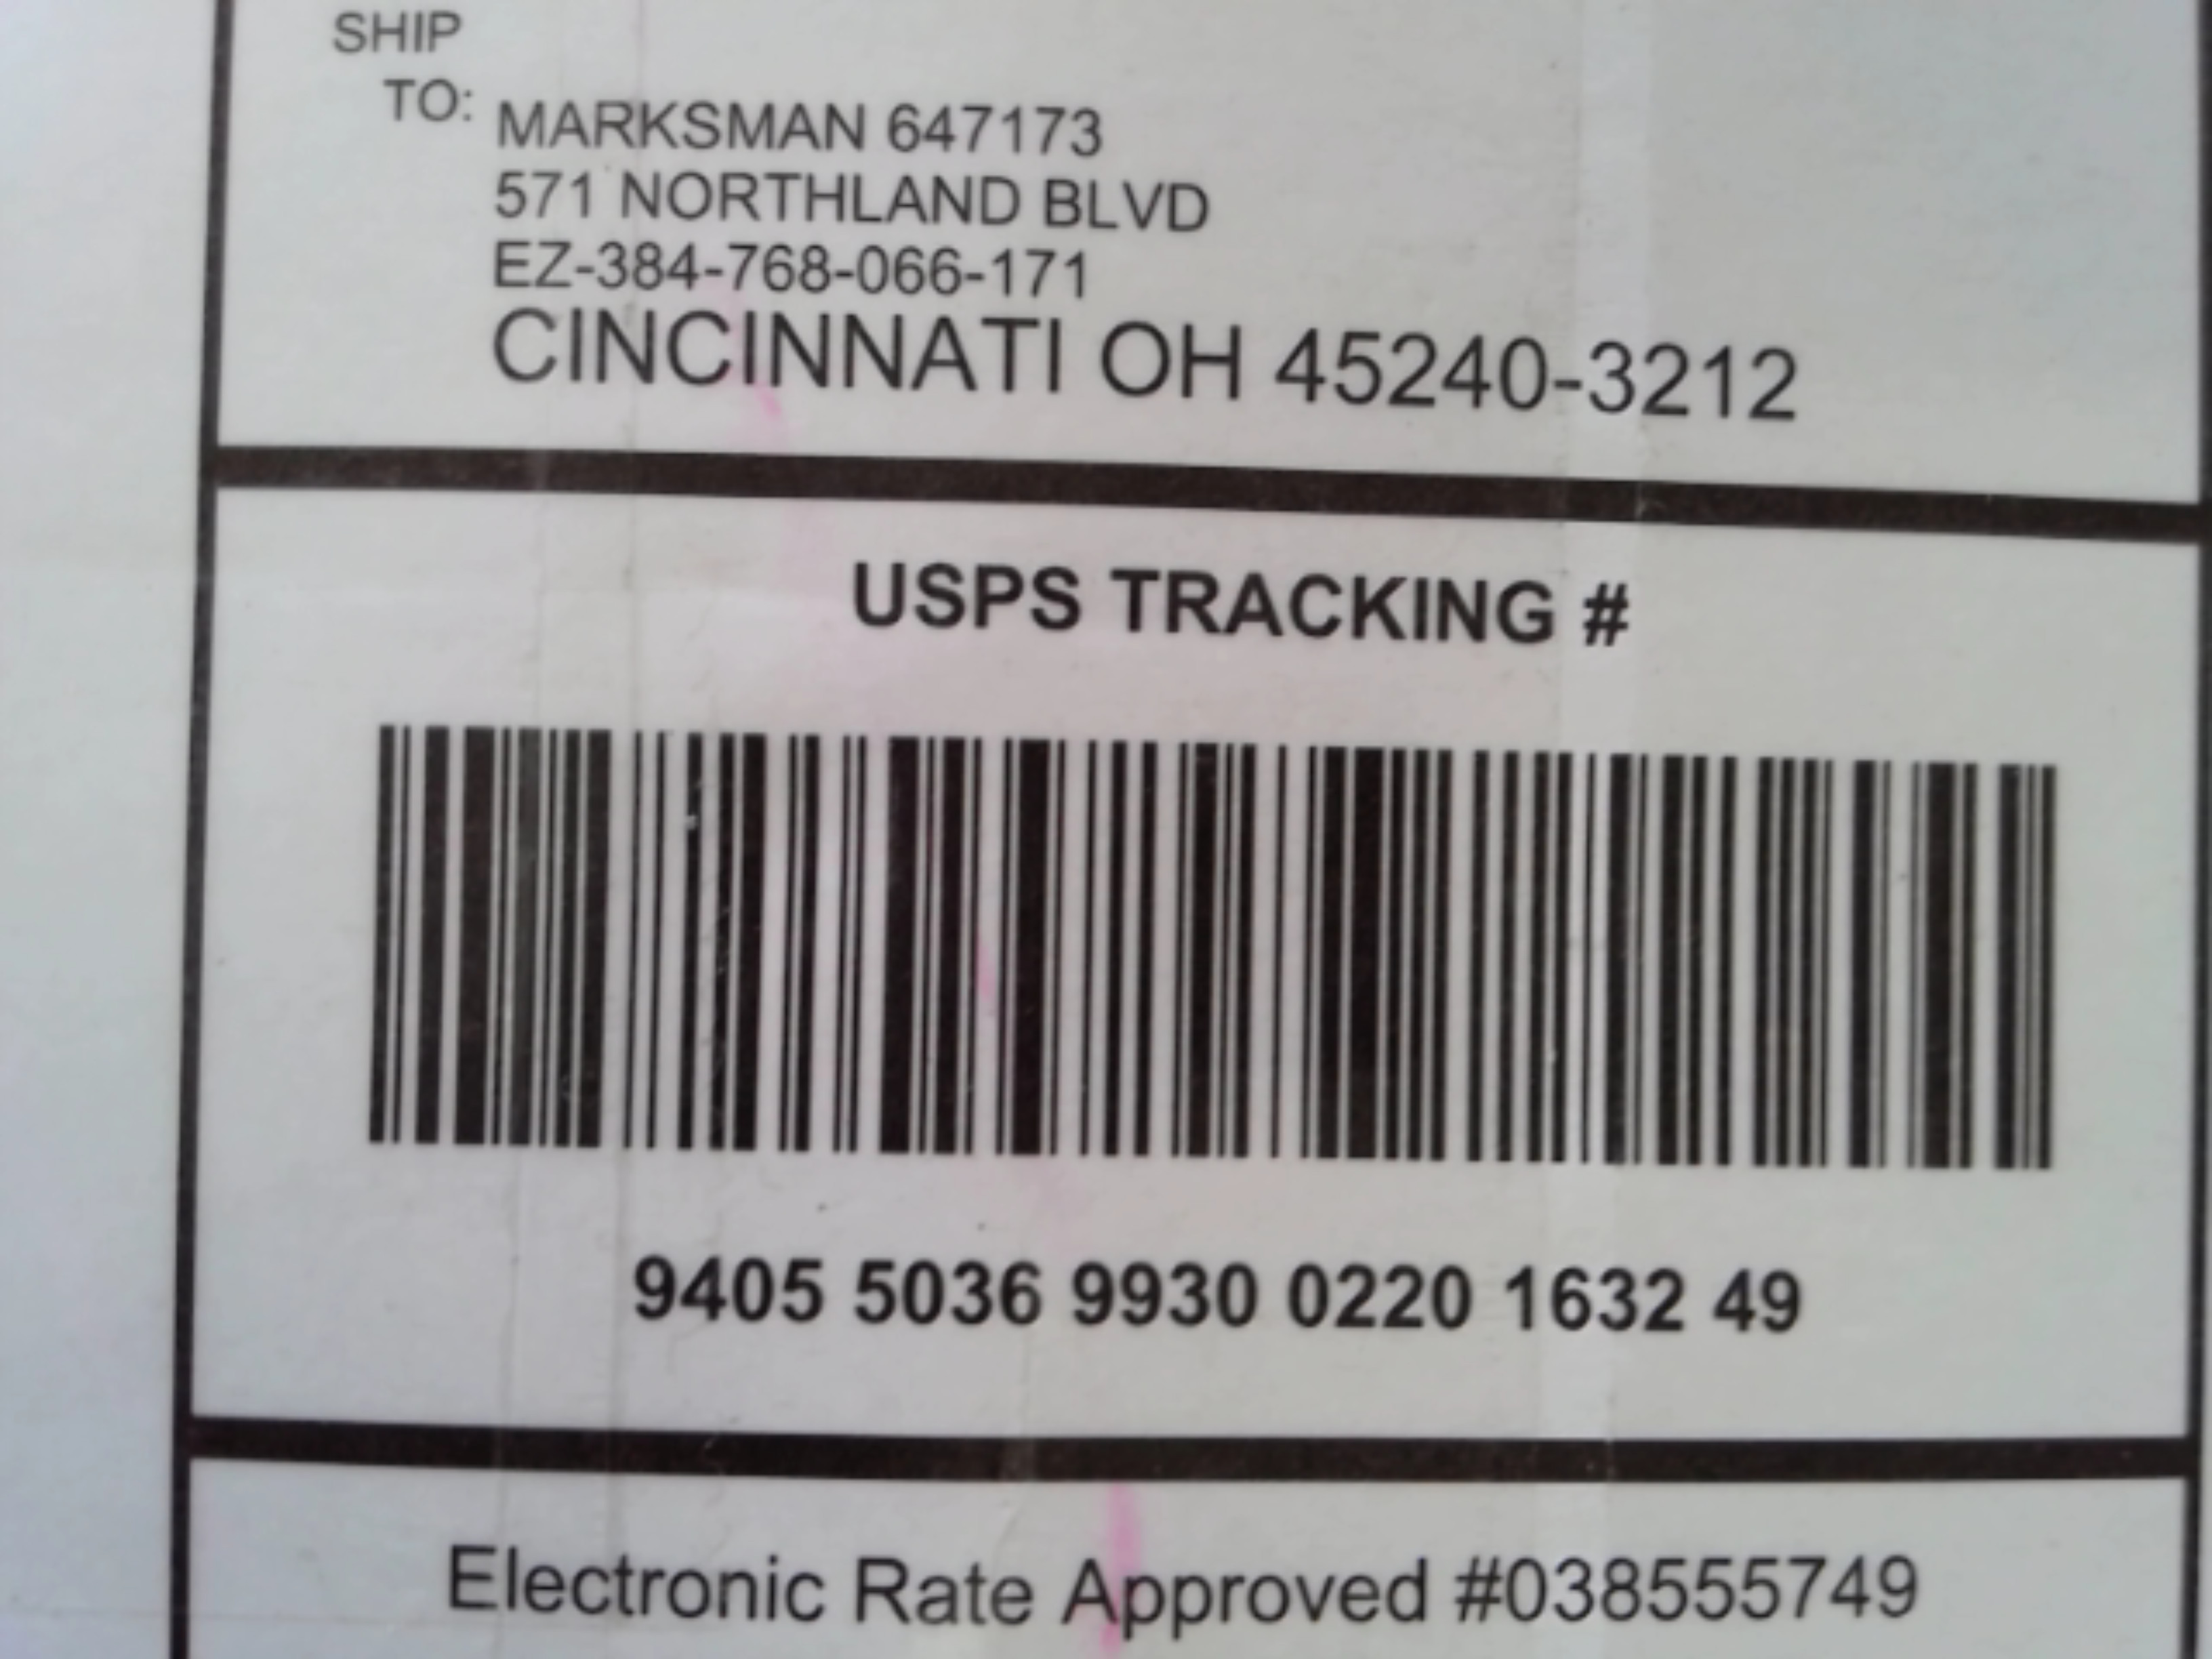 SHIP
TO:
MARKSMAN 647173
571 NORTHLAND BLVD
EZ-384-768-066-171
CINCINNATI OH 45240-3212
USPS TRACKING #
9405 5036 9930 0220 1632 49
Electronic Rate Approved #038555749